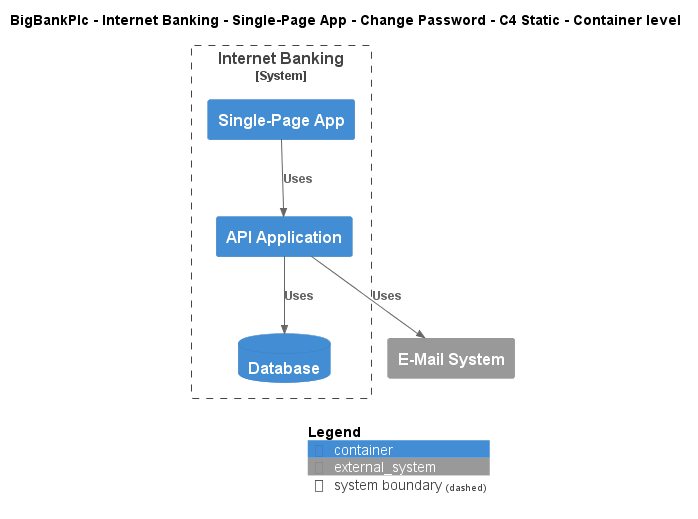 BigBankPlc - Internet Banking - Single-Page App - Change Password - C4 Static - Container level
Internet Banking
[System]
Single-Page App
Uses
API Application
Uses
Uses
Database
E-Mail System
Legend
container
external_system
system boundary (dashed)